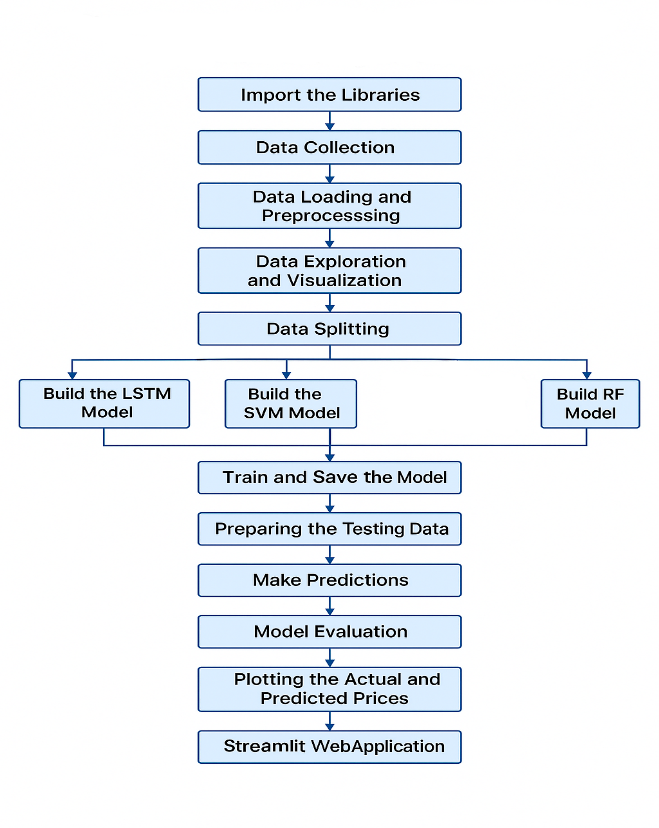 Import the Libraries
Data Collection
Data Loading and
Preprocesssing
Data Exploration
and Visualization
Data Splitting
Build the LSTM
Model
Build the
SVM Model
Build RF
Model
Train and Save the Model
Preparing the Testing Data
Make Predictions
Model Evaluation
Plotting the Actual and
Predicted Prices
Streamlit WebApplication